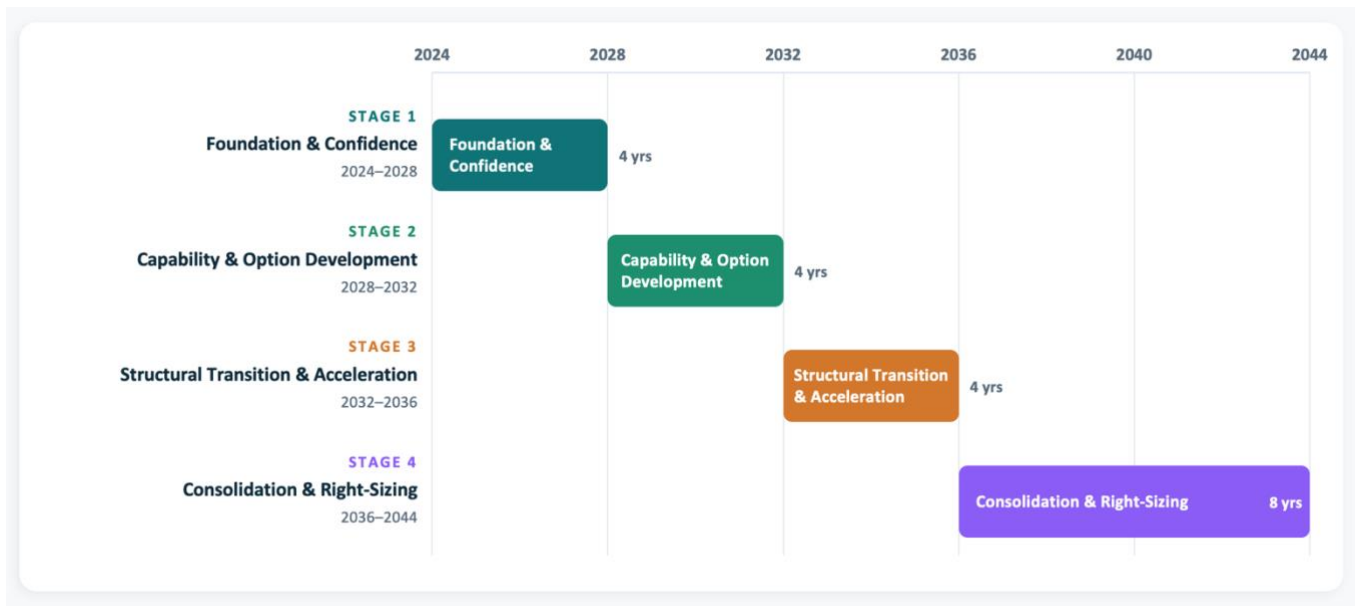 2024 2028 2032 2036 2040 2044
STAGE 1
Foundation & Confidence
2024–2028
Foundation &
Confidence
4 yrs
STAGE 2
Capability & Option Development
2028–2032
Capability & Option
Development
4 yrs
STAGE 3
Structural Transition & Acceleration
2032–2036
Structural Transition
& Acceleration
4 yrs
STAGE 4
Consolidation & Right-Sizing
2036–2044
Consolidation & Right-Sizing
8 yrs